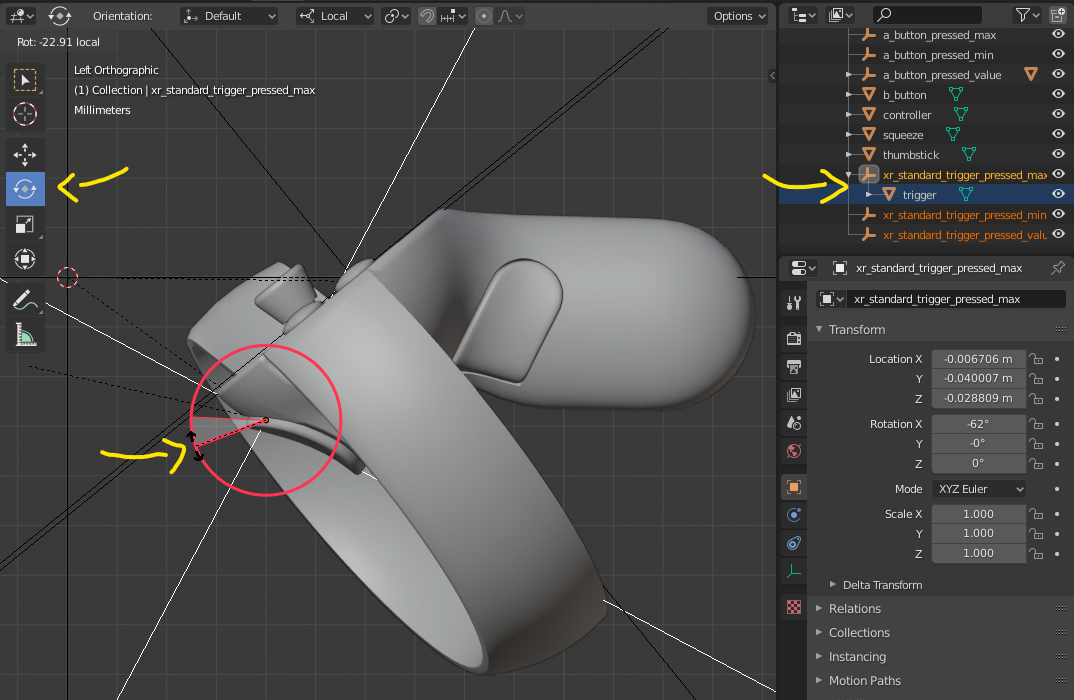 Orientation:
Default
Local
Options
Rot: -22.91 local
Left Orthographic
(1) Collection | xr_standard_trigger_pressed_max
Millimeters
a_button_pressed_max
a_button_pressed_min
a_button_pressed_value
b_button
controller
squeeze
thumbstick
xr_standard_trigger_pressed_max
trigger
xr_standard_trigger_pressed_min
xr_standard_trigger_pressed_valu
xr_standard_trigger_pressed_max
xr_standard_trigger_pressed_max
Transform
Location X -0.006706 m
Y -0.040007 m
Z -0.028809 m
Rotation X -62°
Y -0°
Z 0°
Mode XYZ Euler
Scale X 1.000
Y 1.000
Z 1.000
Delta Transform
Relations
Collections
Instancing
Motion Paths